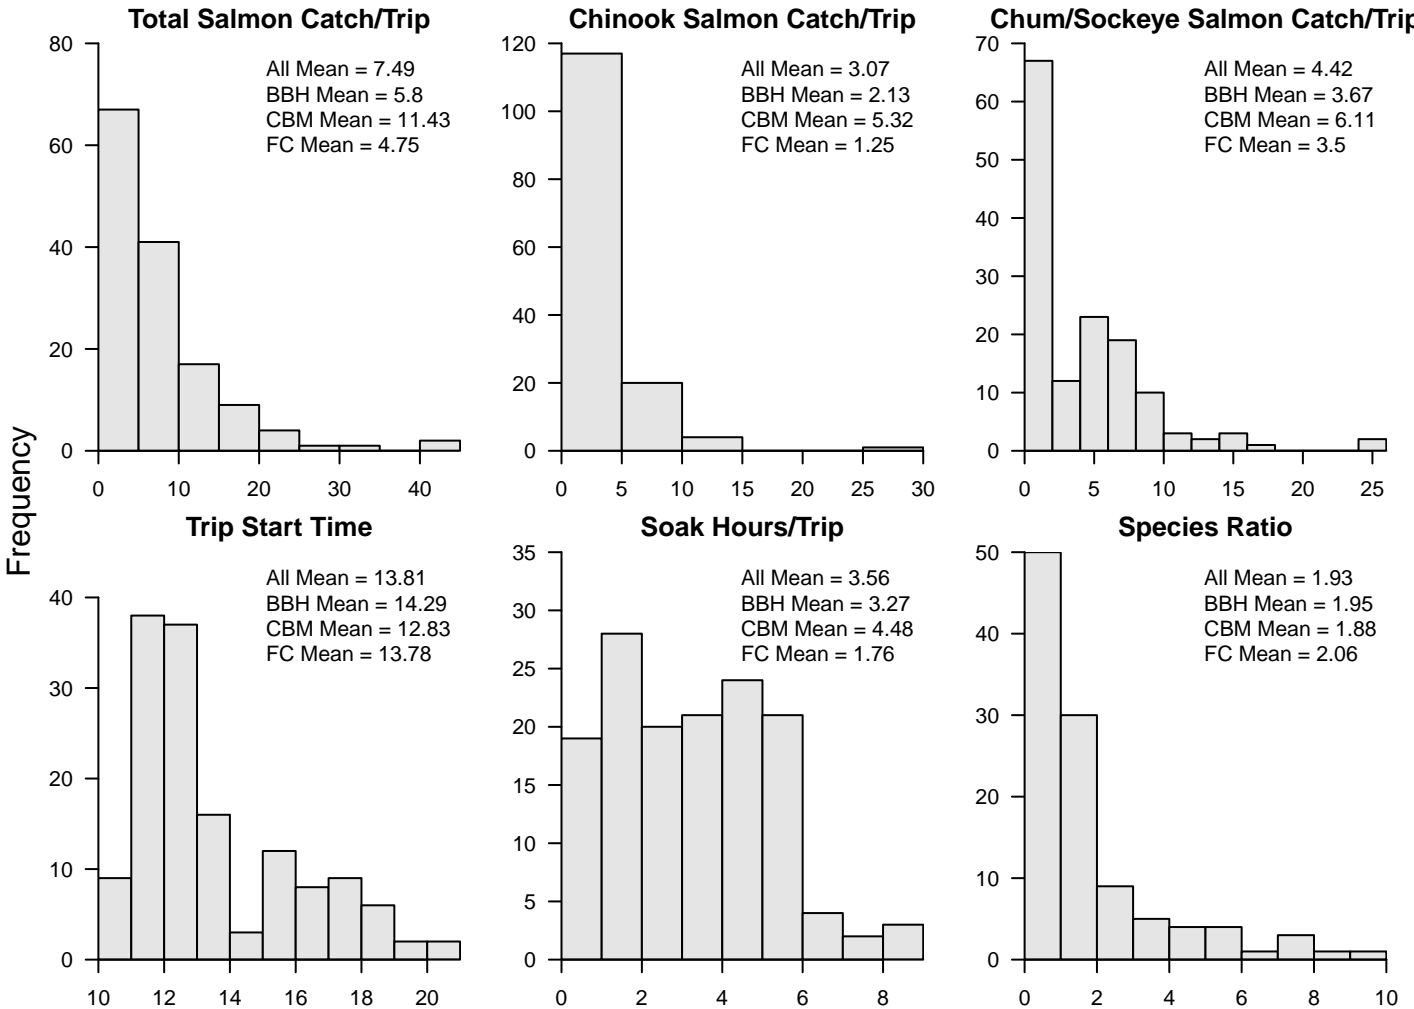 Total Salmon Catch/Trip
80
60
40
20
0
0 10 20 30 40
All Mean = 7.49
BBH Mean = 5.8
CBM Mean = 11.43
FC Mean = 4.75
Chinook Salmon Catch/Trip
120
100
80
60
40
20
0
0 5 10 15 20 25 30
All Mean = 3.07
BBH Mean = 2.13
CBM Mean = 5.32
FC Mean = 1.25
Chum/Sockeye Salmon Catch/Trip
70
60
50
40
30
20
10
0
0 5 10 15 20 25
All Mean = 4.42
BBH Mean = 3.67
CBM Mean = 6.11
FC Mean = 3.5
Frequency
Trip Start Time
40
30
20
10
0
10 12 14 16 18 20
All Mean = 13.81
BBH Mean = 14.29
CBM Mean = 12.83
FC Mean = 13.78
Soak Hours/Trip
35
30
25
20
15
10
5
0
0 2 4 6 8
All Mean = 3.56
BBH Mean = 3.27
CBM Mean = 4.48
FC Mean = 1.76
Species Ratio
50
40
30
20
10
0
0 2 4 6 8 10
All Mean = 1.93
BBH Mean = 1.95
CBM Mean = 1.88
FC Mean = 2.06